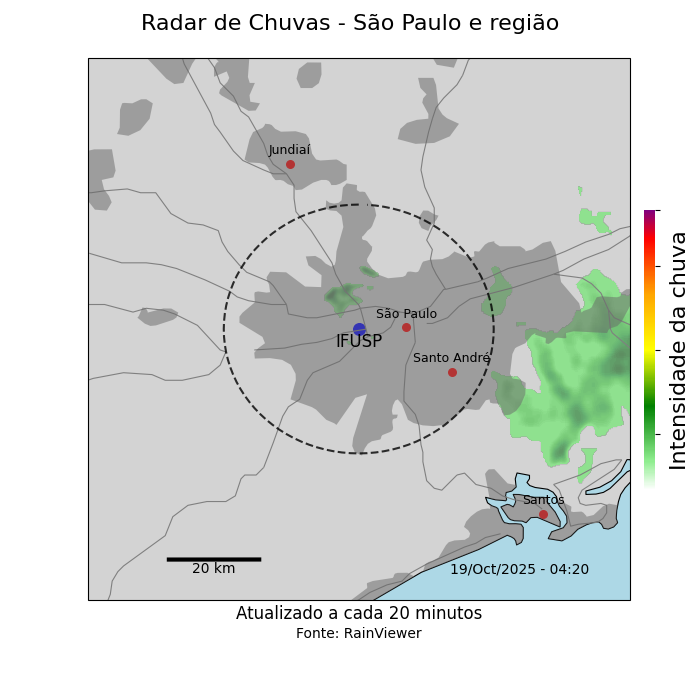 Radar de Chuvas - São Paulo e região
Jundiaí
São Paulo
IFUSP
Santo André
Intensidade da chuva
Santos
20 km
19/Oct/2025 - 04:20
Atualizado a cada 20 minutos
Fonte: RainViewer